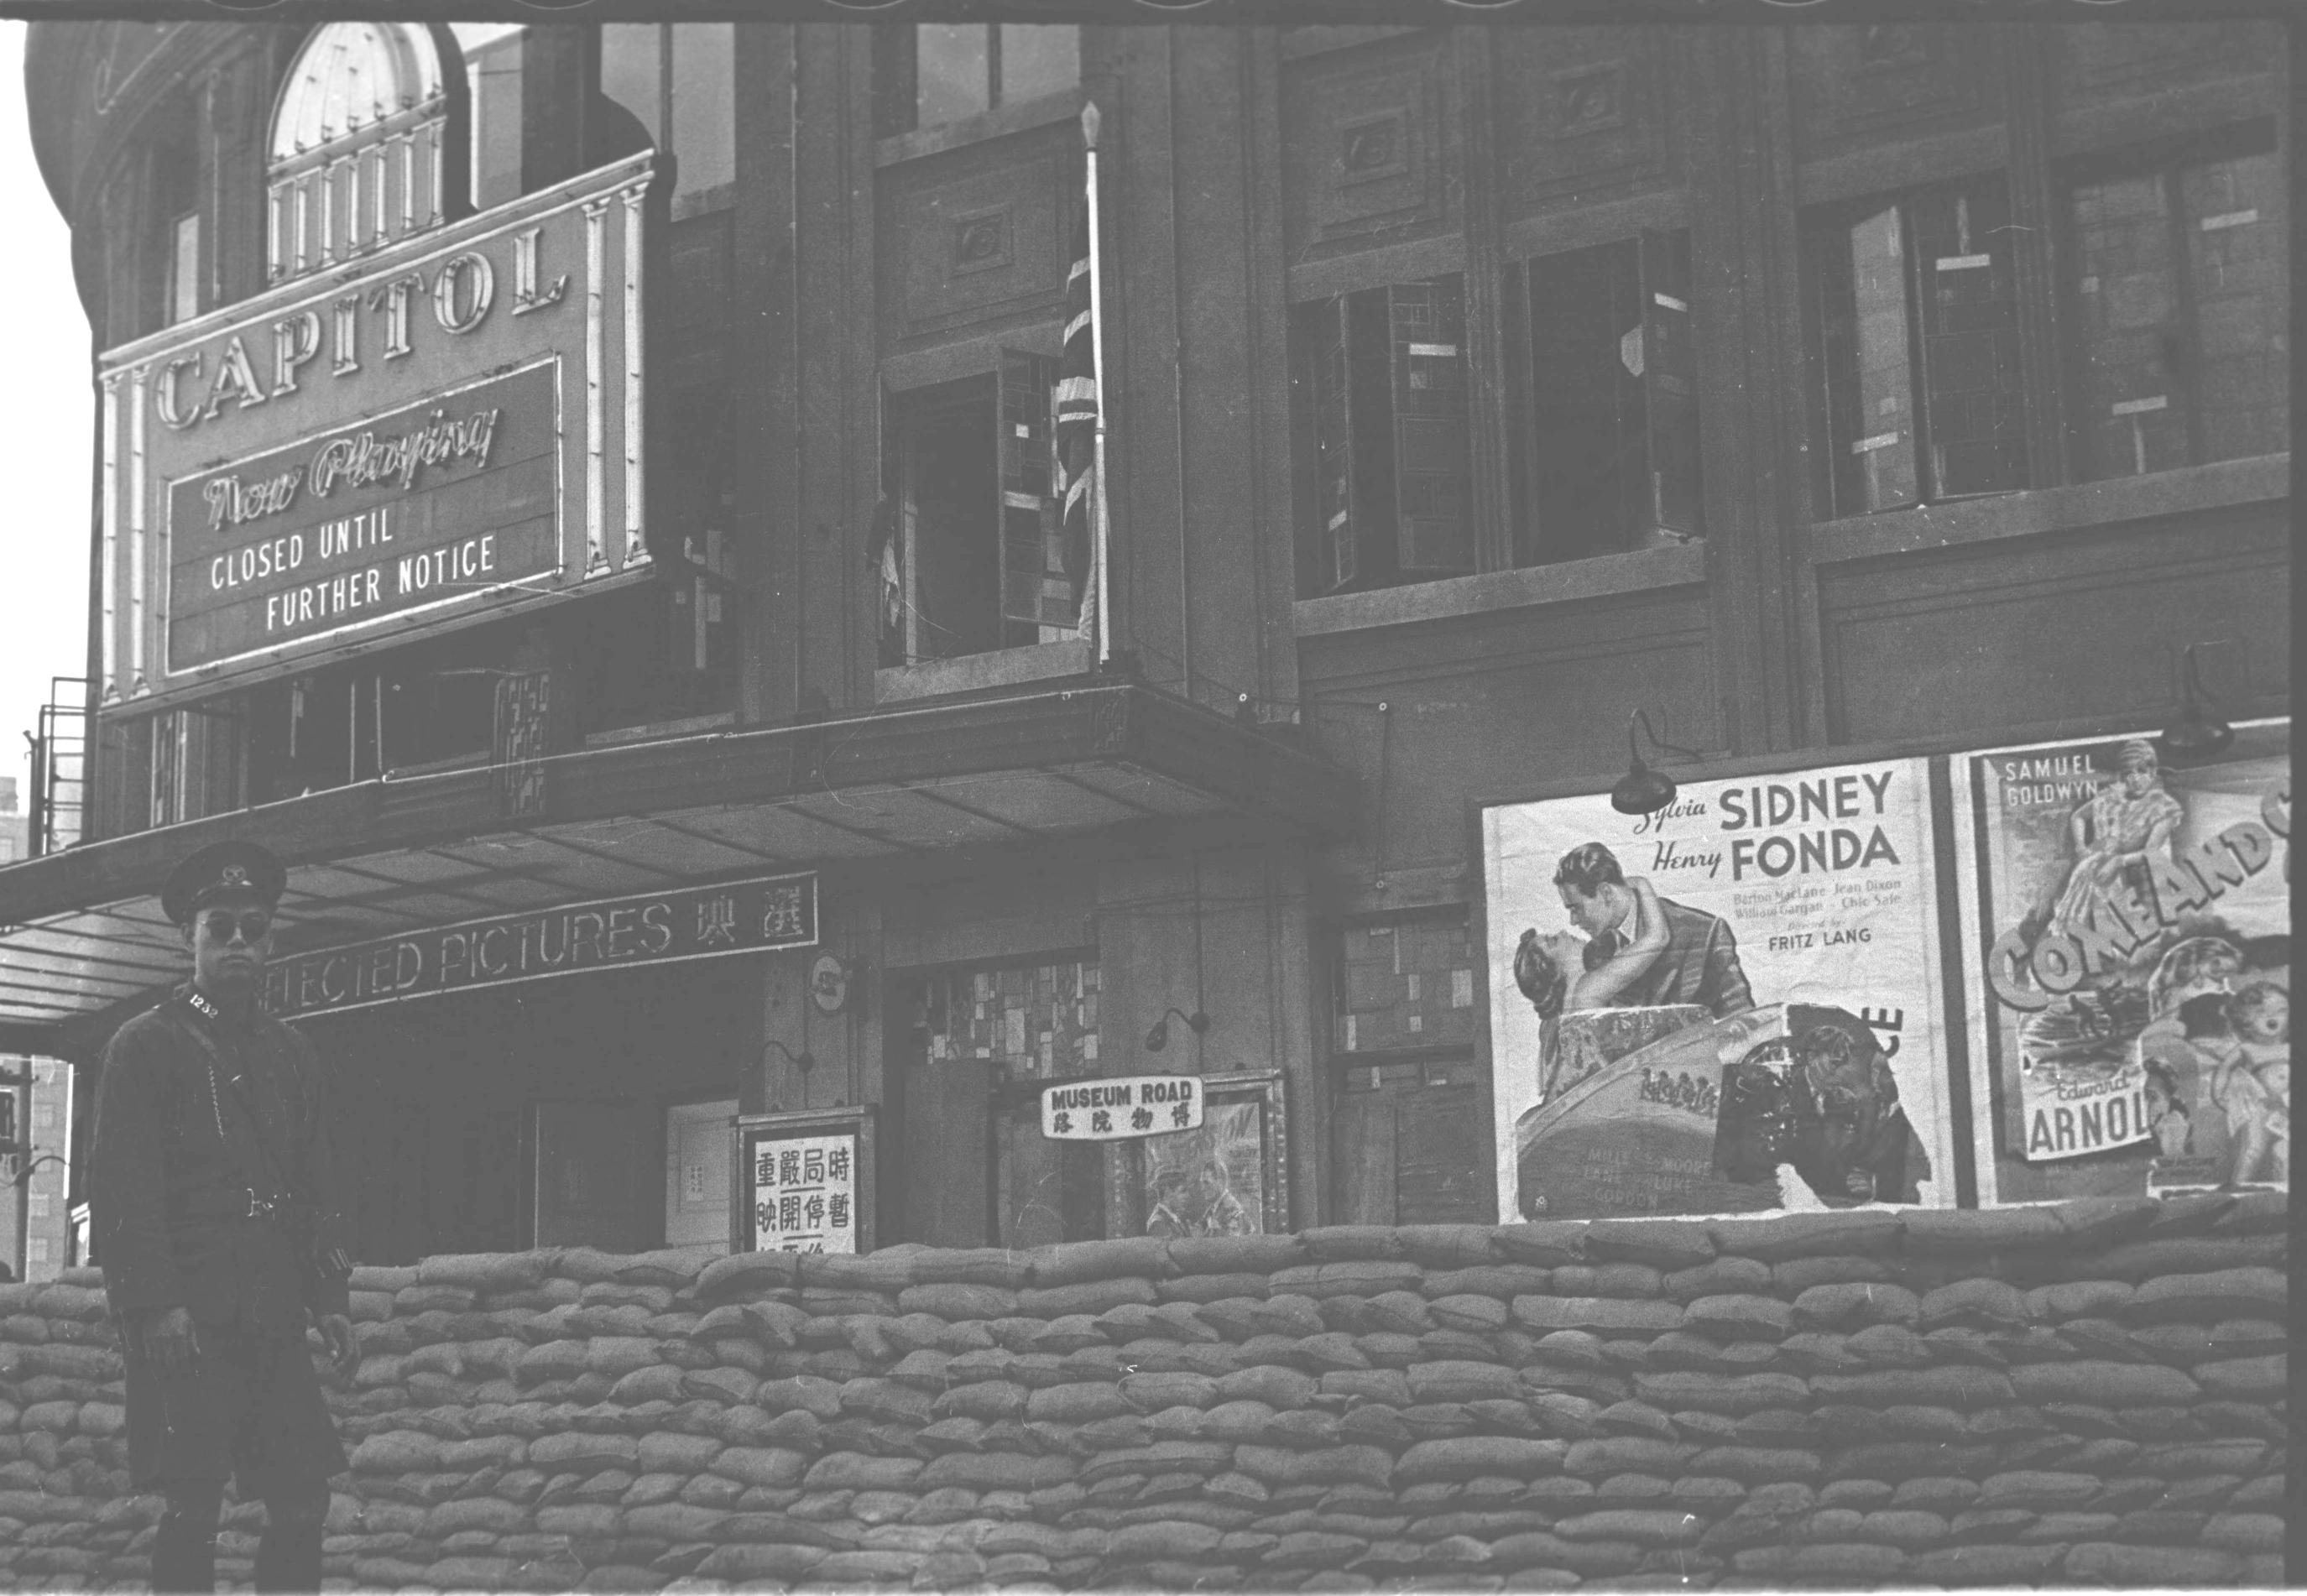 CAPITOL
Now Playing
CLOSED UNTIL
FURTHER NOTICE
ELECTED PICTURES 映
1232
MUSEUM ROAD
路院物博
重嚴局時
映開停暫
Sylvia SIDNEY
Henry FONDA
Barton MacLane Jean Dixon
William Gargan - Chic Sale
Directed by
FRITZ LANG
CE
SAMUEL
GOLDWYN
COME AND G
Edward
ARNOL